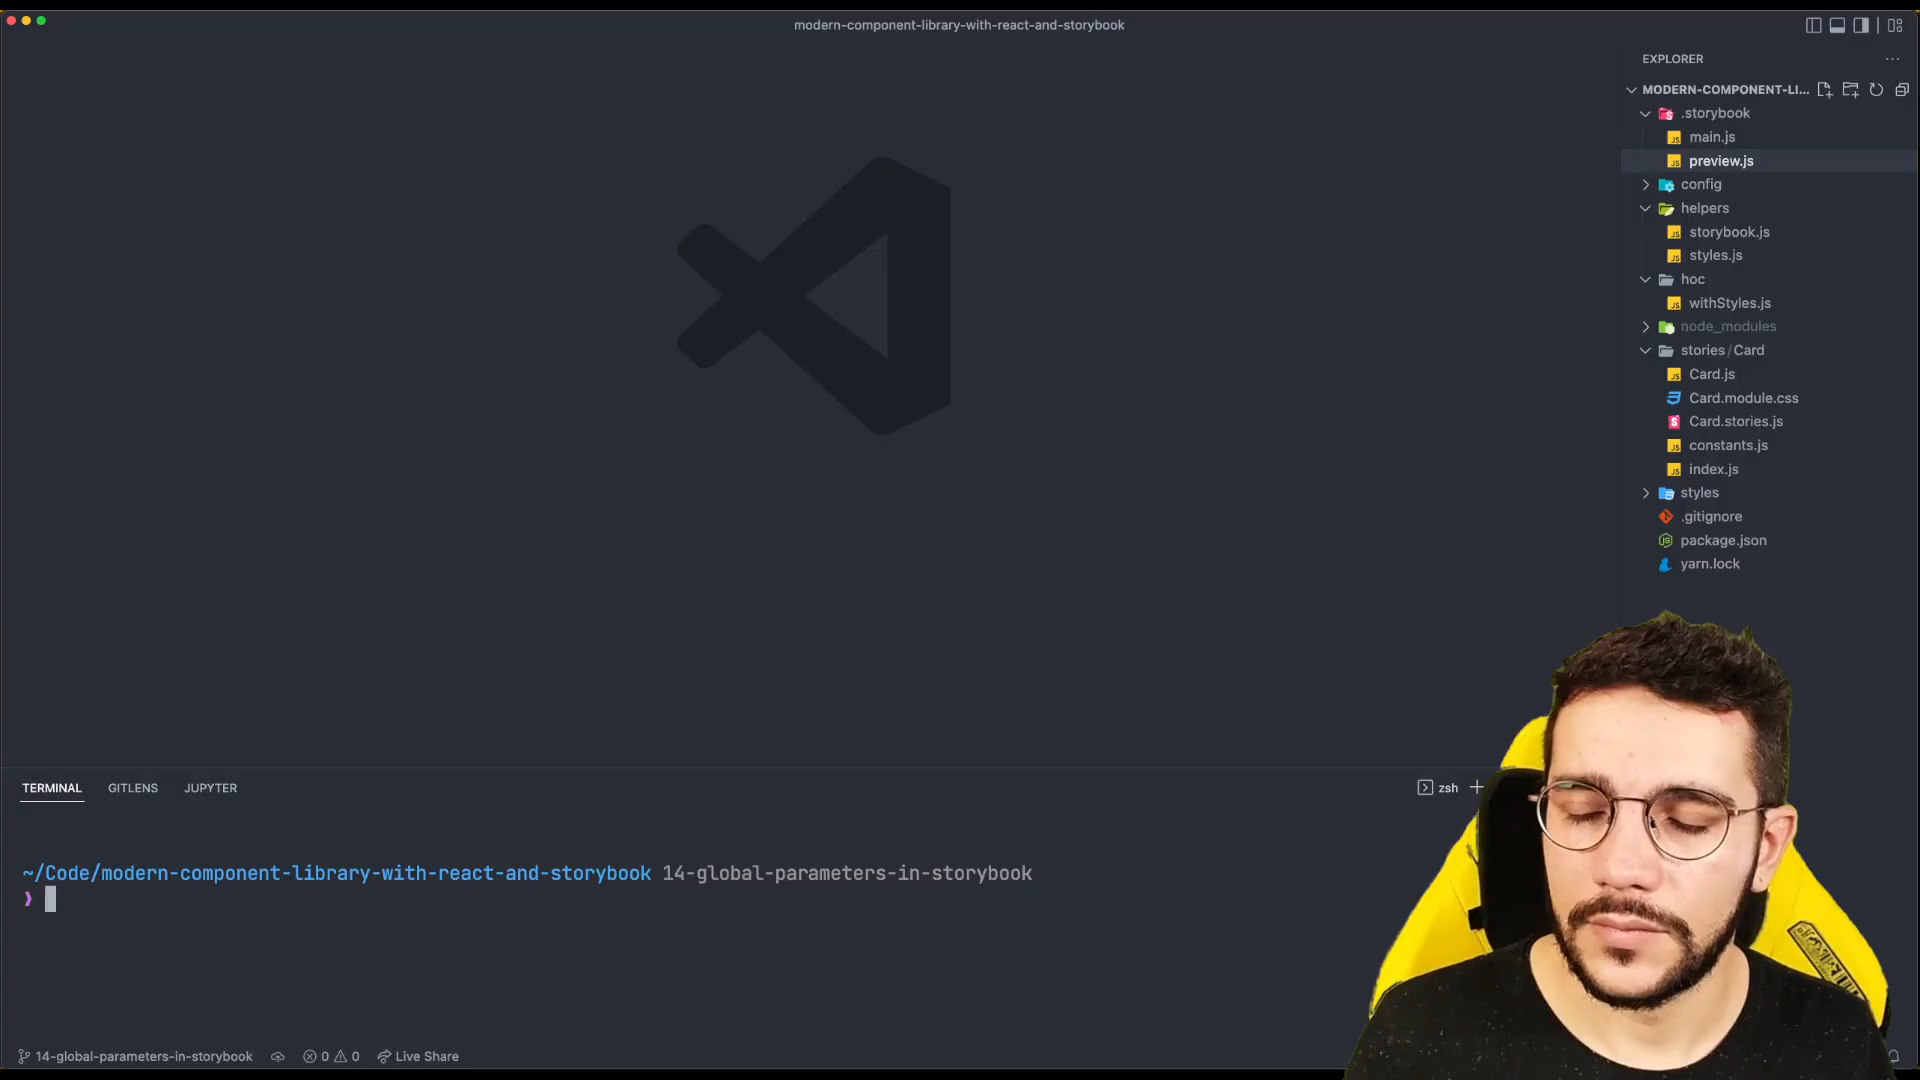 modern-component-library-with-react-and-storybook
EXPLORER
MODERN-COMPONENT-LI...
.storybook
main.js
preview.js
config
helpers
storybook.js
styles.js
hoc
withStyles.js
node_modules
stories/Card
Card.js
Card.module.css
Card.stories.js
constants.js
index.js
styles
.gitignore
package.json
yarn.lock
TERMINAL GITLENS JUPYTER zsh
~/Code/modern-component-library-with-react-and-storybook 14-global-parameters-in-storybook
❯
14-global-parameters-in-storybook 0 0 Live Share